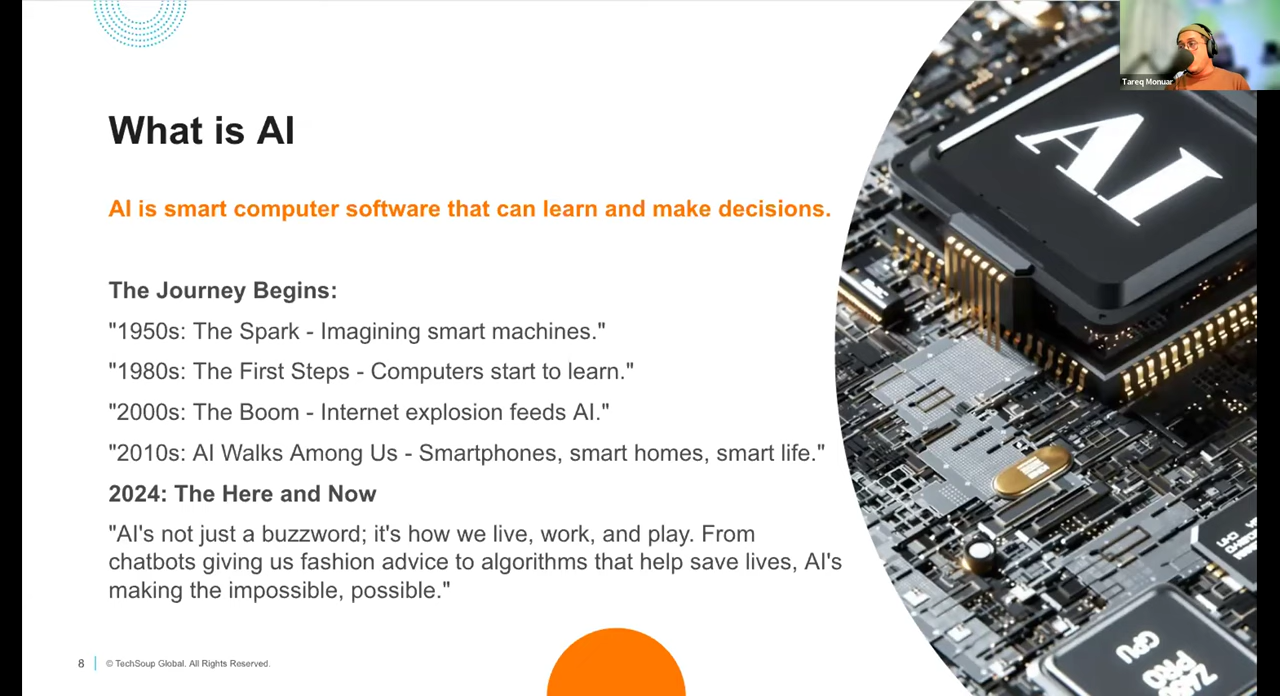 What is AI
AI is smart computer software that can learn and make decisions.
The Journey Begins:
"1950s: The Spark - Imagining smart machines."
"1980s: The First Steps - Computers start to learn."
"2000s: The Boom - Internet explosion feeds AI."
"2010s: AI Walks Among Us - Smartphones, smart homes, smart life."
2024: The Here and Now
"AI's not just a buzzword; it's how we live, work, and play. From
chatbots giving us fashion advice to algorithms that help save lives, AI's
making the impossible, possible."
8
© TechSoup Global. All Rights Reserved.
Tareq Monuar
AI
GPU
PRO